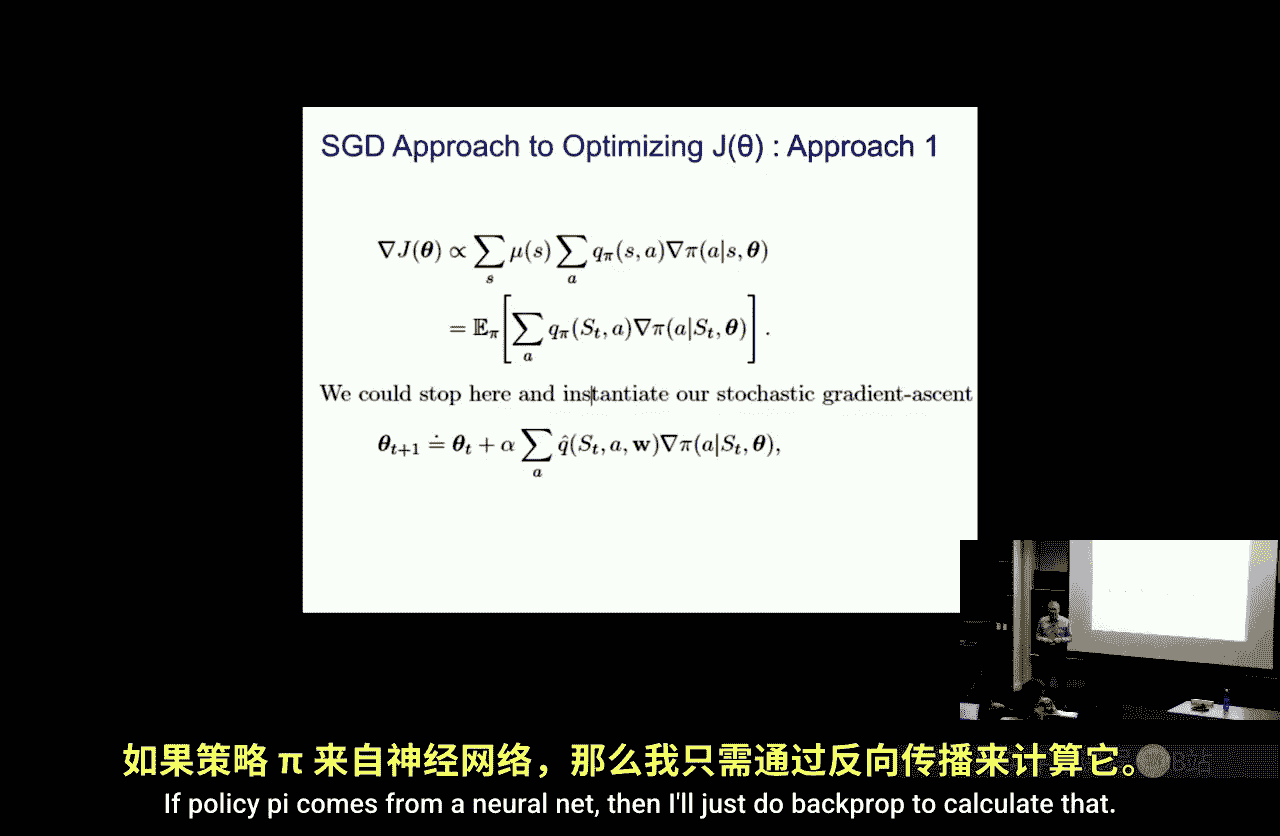 SGD Approach to Optimizing J(θ) : Approach 1
∇J(θ) ∝ ∑_s μ(s) ∑_a q_π(s, a)∇π(a|s, θ)
= 𝔼_π[∑_a q_π(S_t, a)∇π(a|S_t, θ)].
We could stop here and instantiate our stochastic gradient-ascent
θ_{t+1} ≐ θ_t + α ∑_a q̂(S_t, a, w)∇π(a|S_t, θ),
如果策略 π 来自神经网络，那么我只需通过反向传播来计算它。
If policy pi comes from a neural net, then I'll just do backprop to calculate that.